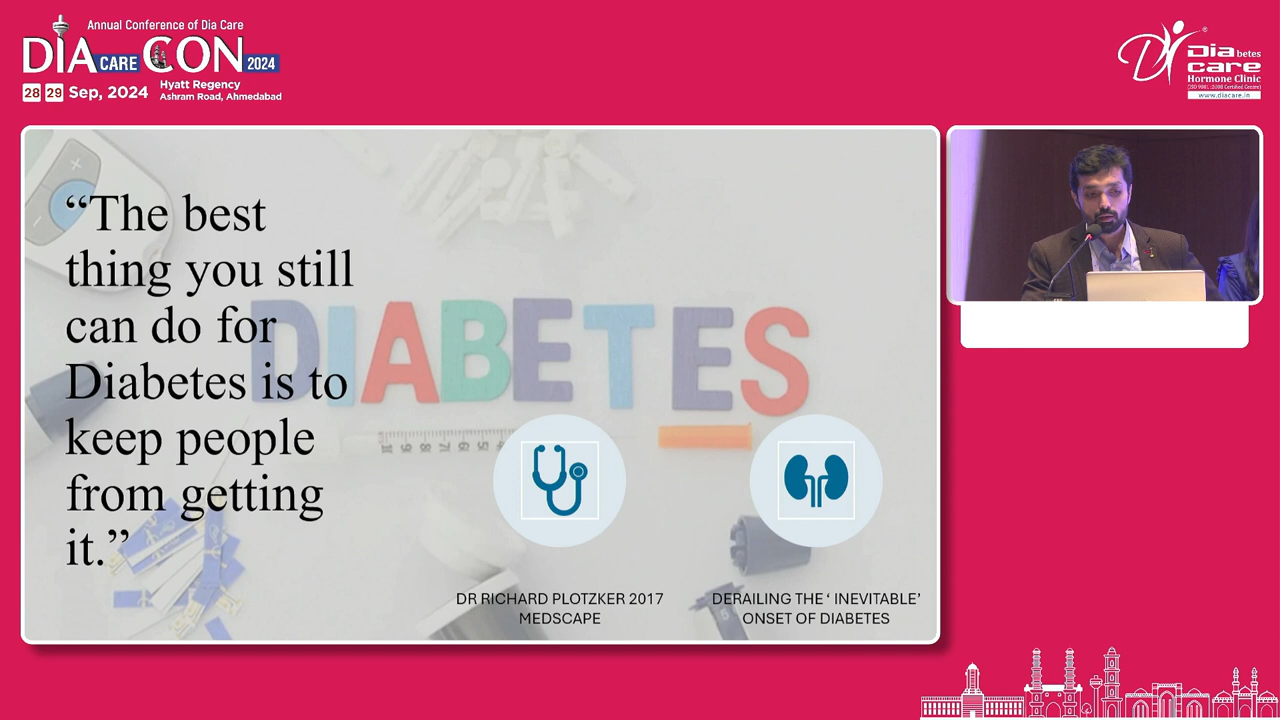 Annual Conference of Dia Care
DIA CARE CON 2024
28 29 Sep, 2024
Hyatt Regency
Ashram Road, Ahmedabad
Diabetes
care
Hormone Clinic
(ISO 9001 : 2008 Certified Centre)
www.diacare.in
“The best
thing you still
can do for
Diabetes is to
keep people
from getting
it.”
DIABETES
DR RICHARD PLOTZKER 2017
MEDSCAPE
DERAILING THE ‘ INEVITABLE’
ONSET OF DIABETES